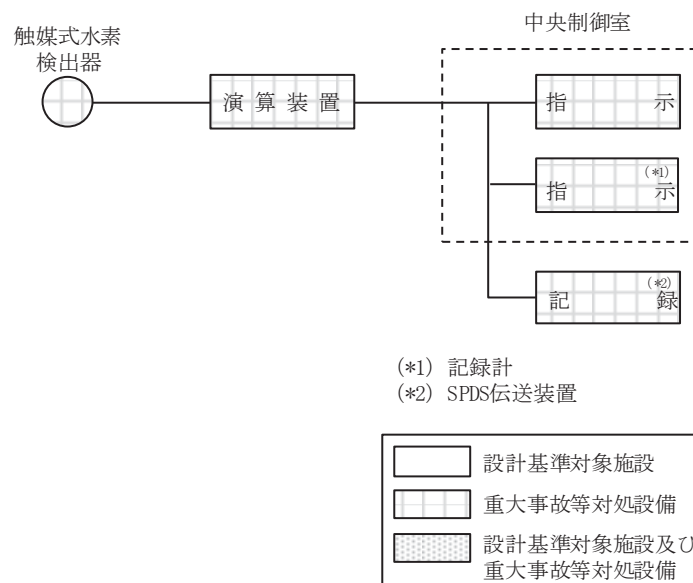 中央制御室
触媒式水素
検出器
演算装置
指示
(*1)
指示
(*2)
記録
(*1) 記録計
(*2) SPDS伝送装置
設計基準対象施設
重大事故等対処設備
設計基準対象施設及び
重大事故等対処設備